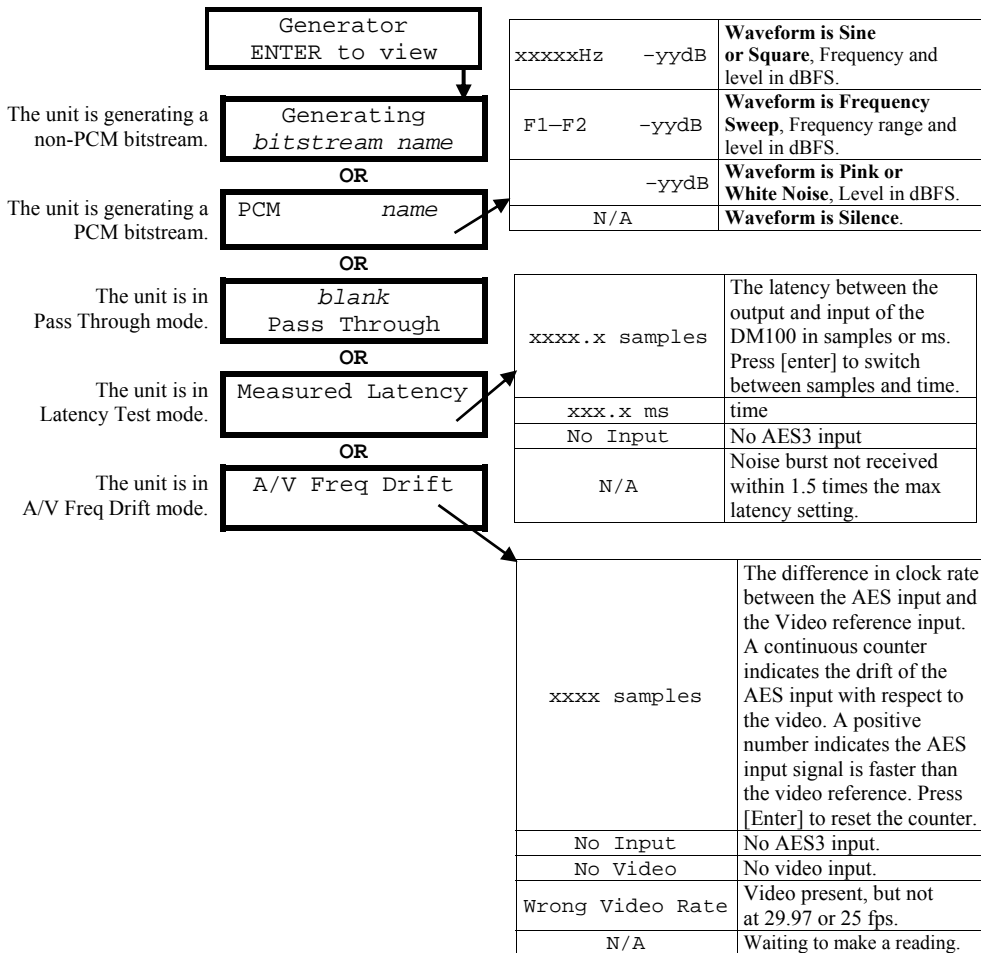 Generator
ENTER to view
The unit is generating a
non-PCM bitstream.
Generating
bitstream name
OR
The unit is generating a
PCM bitstream.
PCM name
OR
The unit is in
Pass Through mode.
blank
Pass Through
OR
The unit is in
Latency Test mode.
Measured Latency
OR
The unit is in
A/V Freq Drift mode.
A/V Freq Drift
xxxxxHz -yydB
Waveform is Sine
or Square, Frequency and
level in dBFS.
F1-F2 -yydB
Waveform is Frequency
Sweep, Frequency range and
level in dBFS.
-yydB
Waveform is Pink or
White Noise, Level in dBFS.
N/A
Waveform is Silence.
xxxx.x samples
The latency between the
output and input of the
DM100 in samples or ms.
Press [enter] to switch
between samples and time.
xxx.x ms
time
No Input
No AES3 input
N/A
Noise burst not received
within 1.5 times the max
latency setting.
xxxx samples
The difference in clock rate
between the AES input and
the Video reference input.
A continuous counter
indicates the drift of the
AES input with respect to
the video. A positive
number indicates the AES
input signal is faster than
the video reference. Press
[Enter] to reset the counter.
No Input
No AES3 input.
No Video
No video input.
Wrong Video Rate
Video present, but not
at 29.97 or 25 fps.
N/A
Waiting to make a reading.